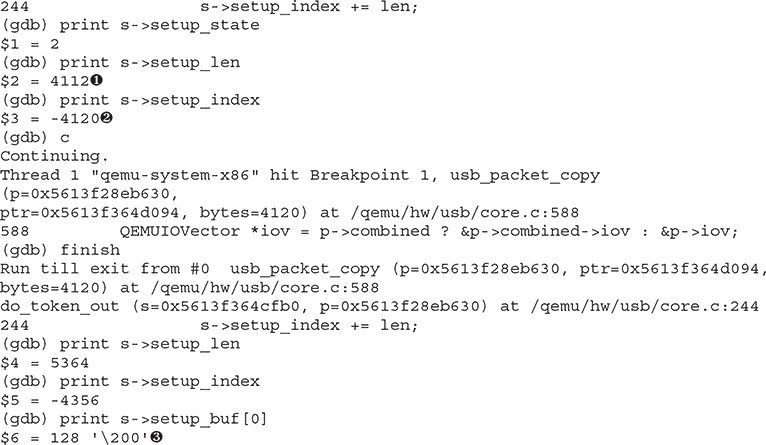 244                 s->setup_index += len;
(gdb) print s->setup_state
$1 = 2
(gdb) print s->setup_len
$2 = 4112❶
(gdb) print s->setup_index
$3 = -4120❷
(gdb) c
Continuing.
Thread 1 "qemu-system-x86" hit Breakpoint 1, usb_packet_copy
(p=0x5613f28eb630,
ptr=0x5613f364d094, bytes=4120) at /qemu/hw/usb/core.c:588
588         QEMUIOVector *iov = p->combined ? &p->combined->iov : &p->iov;
(gdb) finish
Run till exit from #0  usb_packet_copy (p=0x5613f28eb630, ptr=0x5613f364d094,
bytes=4120) at /qemu/hw/usb/core.c:588
do_token_out (s=0x5613f364cfb0, p=0x5613f28eb630) at /qemu/hw/usb/core.c:244
244                 s->setup_index += len;
(gdb) print s->setup_len
$4 = 5364
(gdb) print s->setup_index
$5 = -4356
(gdb) print s->setup_buf[0]
$6 = 128 '\200'❸